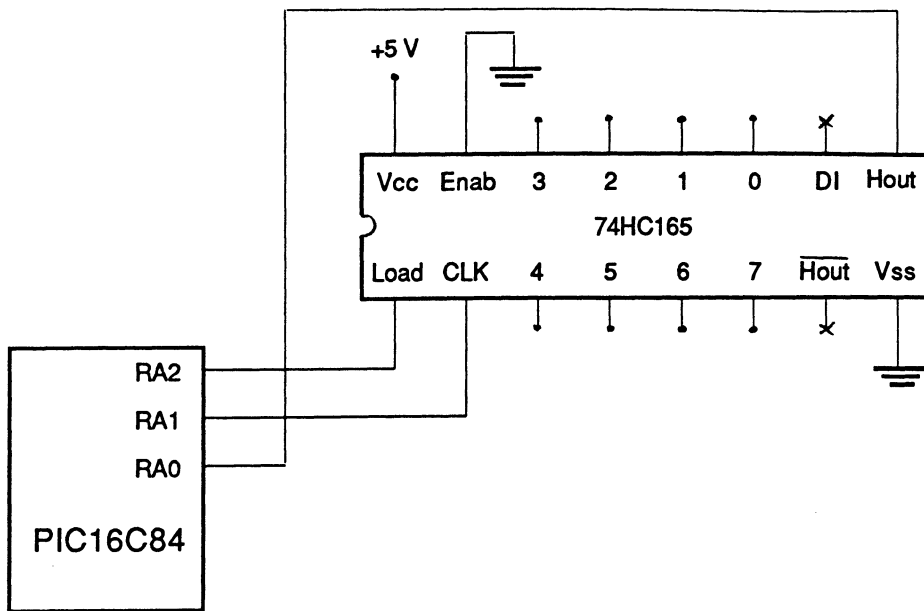 +5 V
Vcc Enab 3 2 1 0 DI Hout
74HC165
Load CLK 4 5 6 7 Hout Vss
RA2
RA1
RA0
PIC16C84